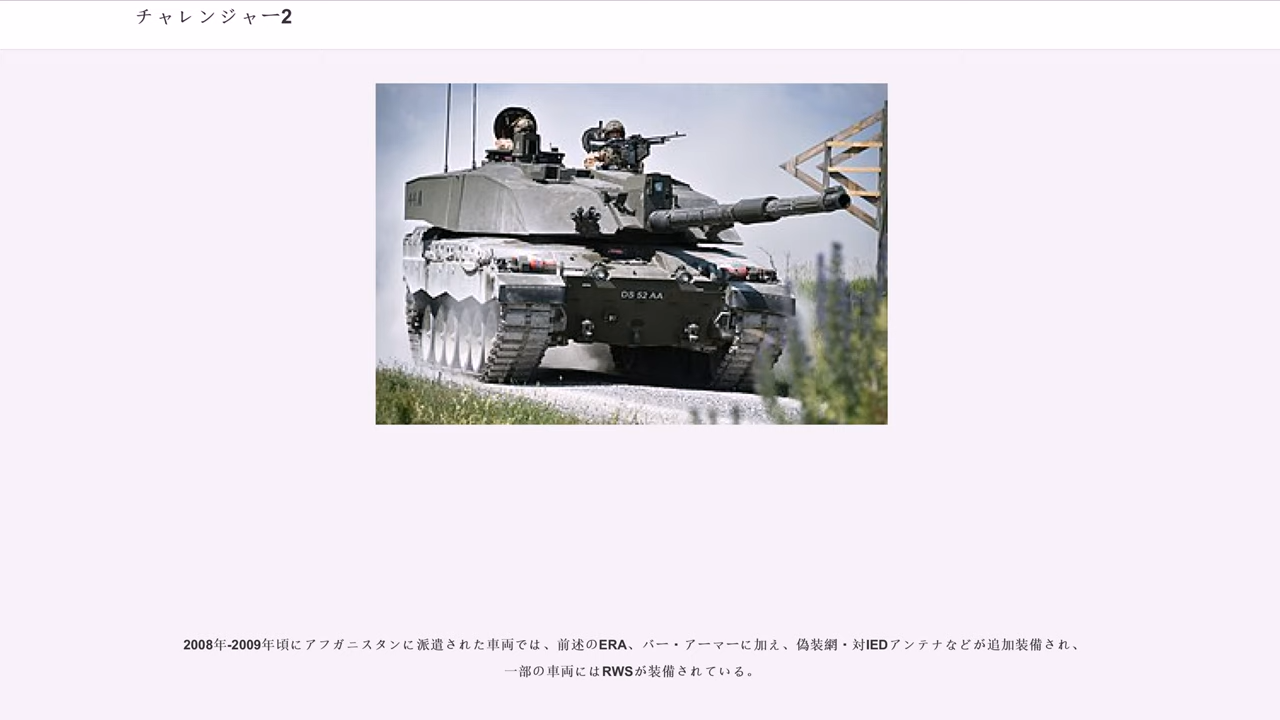 チャレンジャー2
DS 52 AA
2008年-2009年頃にアフガニスタンに派遣された車両では、前述のERA、バー・アーマーに加え、偽装網・対IEDアンテナなどが追加装備され、
一部の車両にはRWSが装備されている。